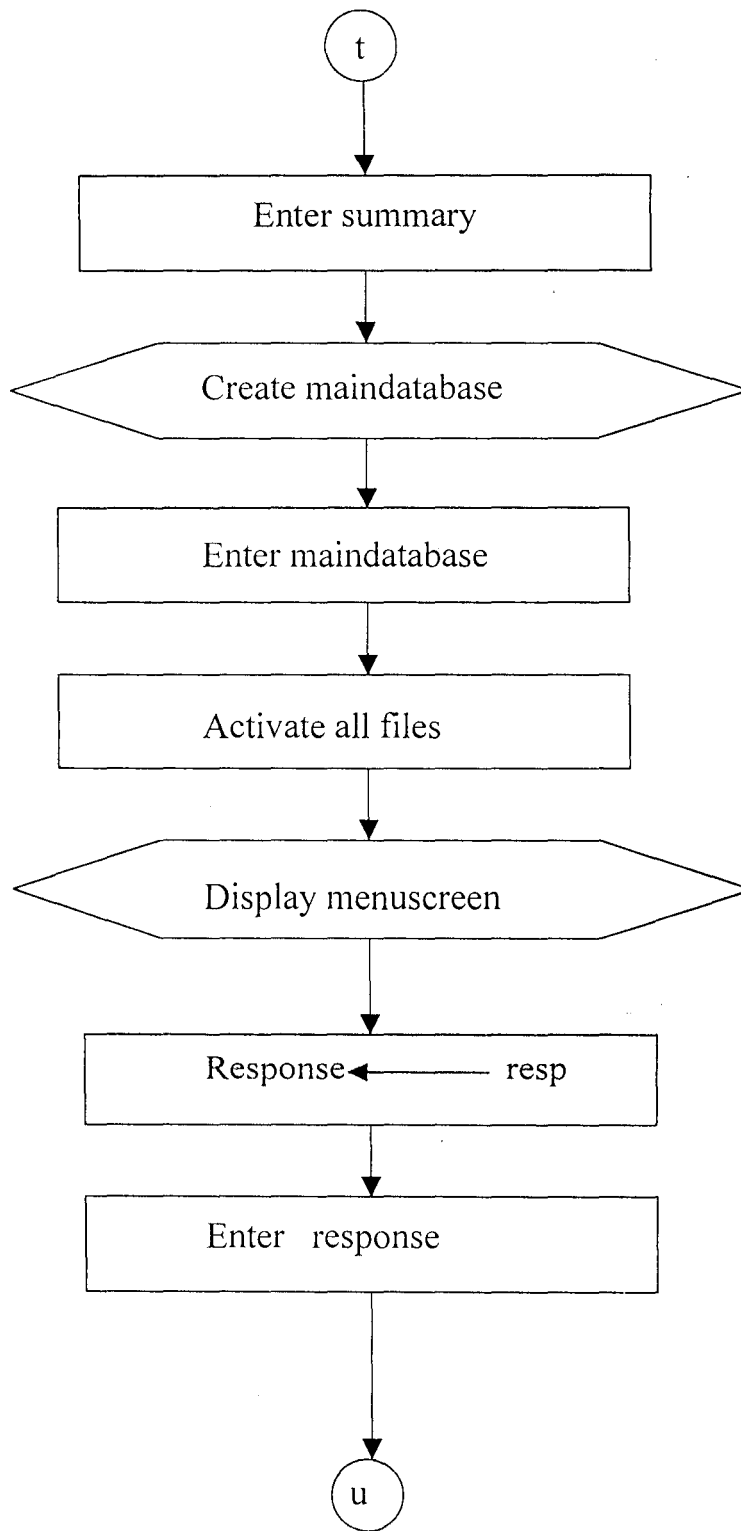 t
Enter summary
Create maindatabase
Enter maindatabase
Activate all files
Display menuscreen
Response resp
Enter response
u